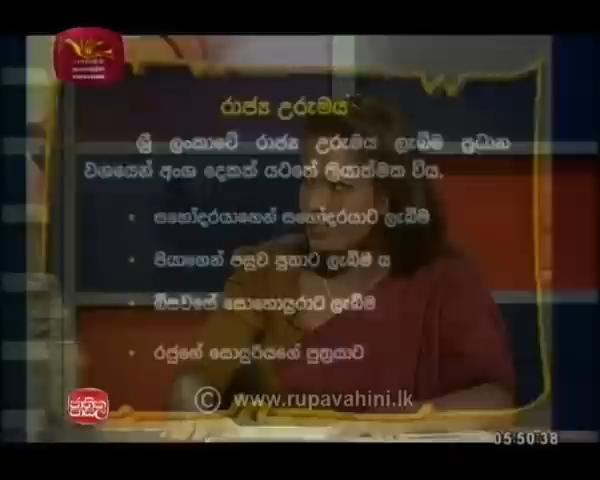 රාජ්‍ය උරුමය
ශ්‍රී ලංකාවේ රාජ්‍ය උරුමය ලැබීම ප්‍රධාන
වශයෙන් අංශ දෙකක් යටතේ ක්‍රියාත්මක විය.
• සහෝදරයාගෙන් සහෝදරයාට ලැබීම
• පියාගෙන් පසුව පුතාට ලැබීම ය
• බිසවගේ සොහොයුරාට ලැබීම
• රජුගේ සොයුරියගේ පුත්‍රයාට
ජාතික
පාසල
© www.rupavahini.lk
05:50:38